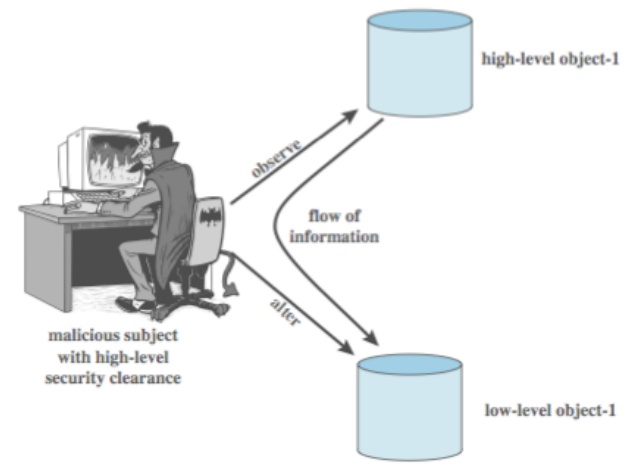 high-level object-1
observe
flow of
information
alter
malicious subject
with high-level
security clearance
low-level object-1